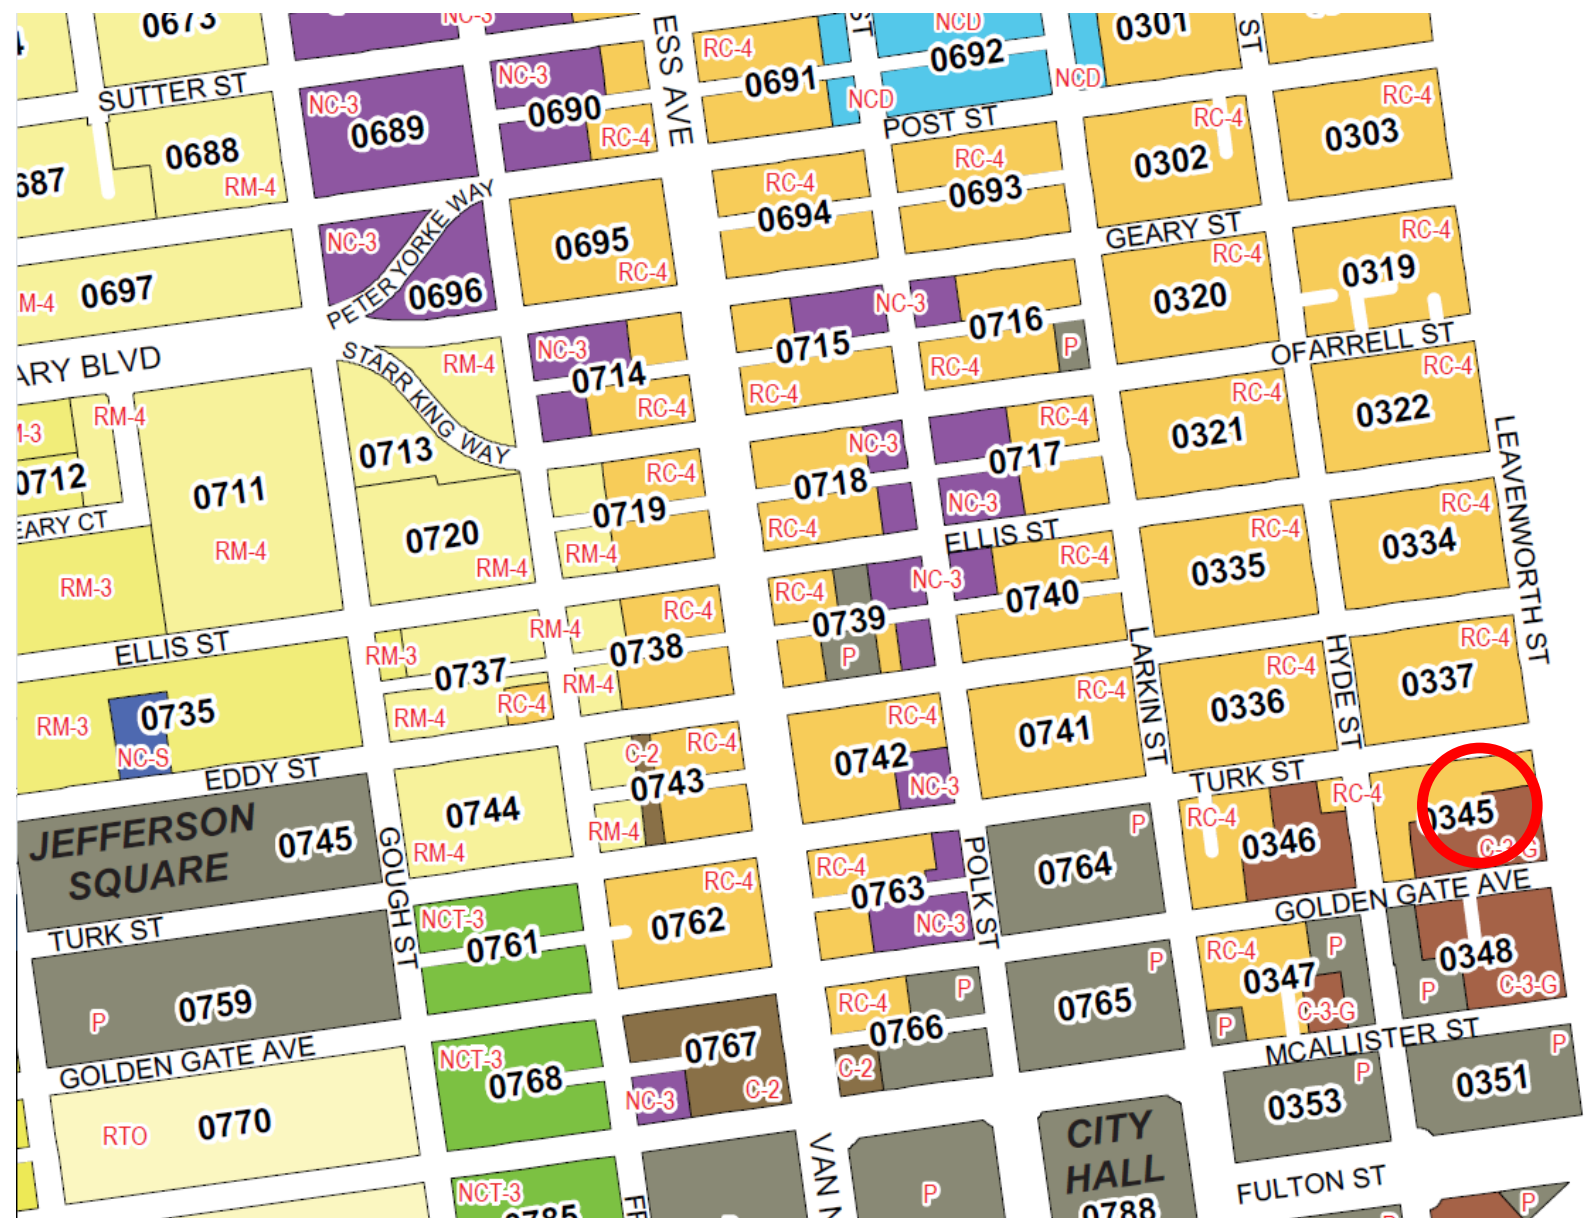 0673
NC-3
ESS AVE
RC-4
ST
NCD
0301
ST
SUTTER ST
NC-3
0689
NC-3
0690
RC-4
0691
NCD
0692
NCD
POST ST
RC-4
0302
RC-4
0303
687
0688
RM-4
RC-4
0694
RC-4
0693
GEARY ST
M-4
0697
NC-3
PETER YORKE WAY
0696
0695
RC-4
NC-3
0715
RC-4
0716
RC-4
P
RC-4
0320
RC-4
0319
OFARRELL ST
ARY BLVD
STARR KING WAY
RM-4
NC-3
0714
RC-4
RC-4
0321
RC-4
0322
LEAVENWORTH ST
RM-4
0712
0711
RM-4
0713
0720
RM-4
RC-4
0719
RM-4
NC-3
0718
RC-4
RC-4
0717
NC-3
ELLIS ST
RC-4
0335
RC-4
0334
EARY CT
RM-3
ELLIS ST
RM-4
RM-3
0737
RM-4
RC-4
RC-4
0738
RM-4
RC-4
0739
P
NC-3
RC-4
0740
LARKIN ST
RC-4
0336
HYDE ST
RC-4
0337
RM-3
0735
NC-S
EDDY ST
C-2
RC-4
0743
RM-4
RC-4
0742
NC-3
RC-4
0741
TURK ST
JEFFERSON
SQUARE
0745
GOUGH ST
0744
RM-4
RC-4
0763
NC-3
POLK ST
P
0764
RC-4
0346
RC-4
0345
C-3-G
GOLDEN GATE AVE
TURK ST
NCT-3
0761
RC-4
0762
P
0759
RC-4
0766
P
C-2
P
0765
RC-4
0347
P
P
C-3-G
0348
P
C-3-G
MCALLISTER ST
GOLDEN GATE AVE
NCT-3
0768
0767
NC-3
C-2
P
0353
P
0351
RTO
0770
NCT-3
0785
VAN N
P
CITY
HALL
0788
FULTON ST
P